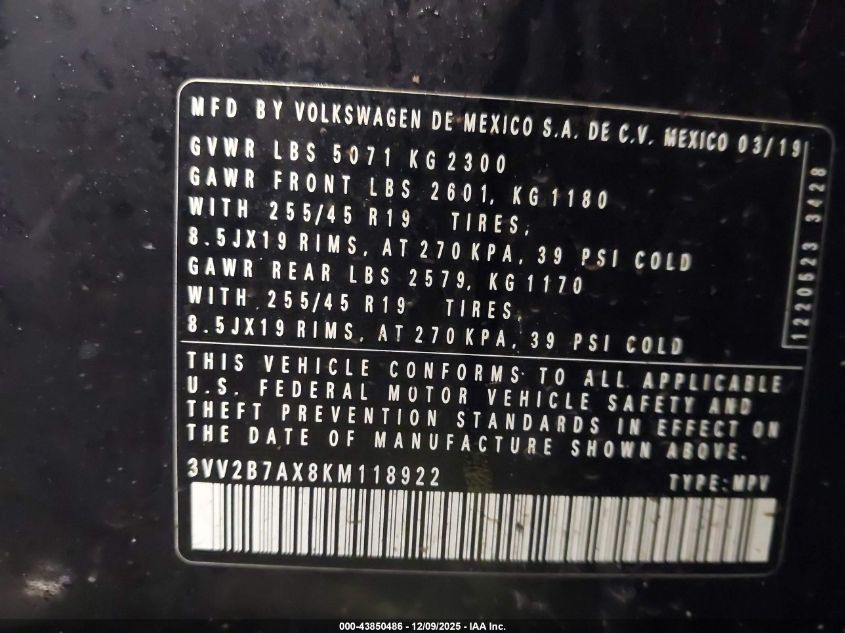 MFD BY VOLKSWAGEN DE MEXICO S.A. DE C.V. MEXICO 03/19
GVWR LBS 5071 KG 2300
GAWR FRONT LBS 2601, KG 1180
WITH 255/45 R19 TIRES,
8.5JX19 RIMS, AT 270 KPA, 39 PSI COLD
GAWR REAR LBS 2579, KG 1170
WITH 255/45 R19 TIRES,
8.5JX19 RIMS, AT 270 KPA, 39 PSI COLD
1220623 3428
THIS VEHICLE CONFORMS TO ALL APPLICABLE
U.S. FEDERAL MOTOR VEHICLE SAFETY AND
THEFT PREVENTION STANDARDS IN EFFECT ON
THE DATE OF MANUFACTURE SHOWN ABOVE.
3VV2B7AX8KM118922 TYPE: MPV
000-43850486 - 12/09/2025 - IAA Inc.